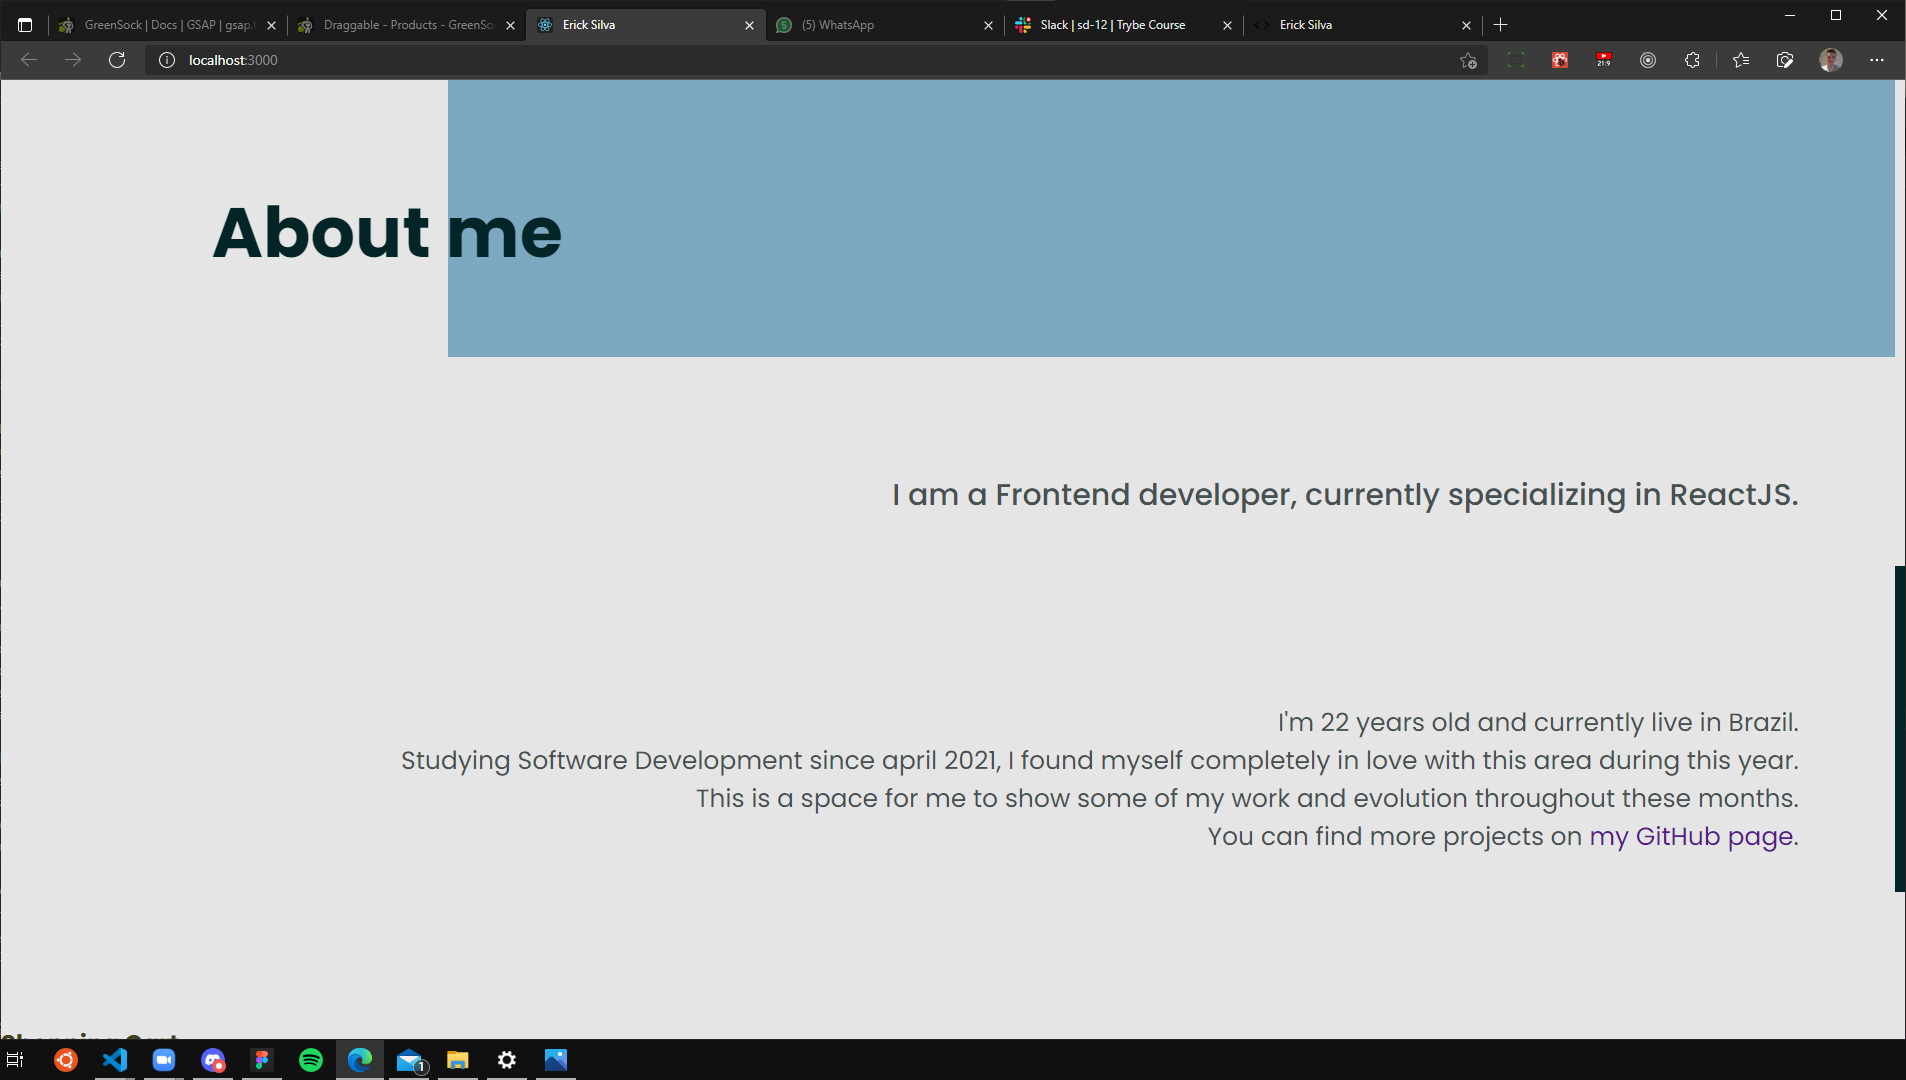 GreenSock | Docs | GSAP | gsap.t
Draggable - Products - GreenSo
Erick Silva
(5) WhatsApp
Slack | sd-12 | Trybe Course
Erick Silva
localhost:3000
21:9
About me
I am a Frontend developer, currently specializing in ReactJS.
I'm 22 years old and currently live in Brazil.
Studying Software Development since april 2021, I found myself completely in love with this area during this year.
This is a space for me to show some of my work and evolution throughout these months.
You can find more projects on my GitHub page.
1